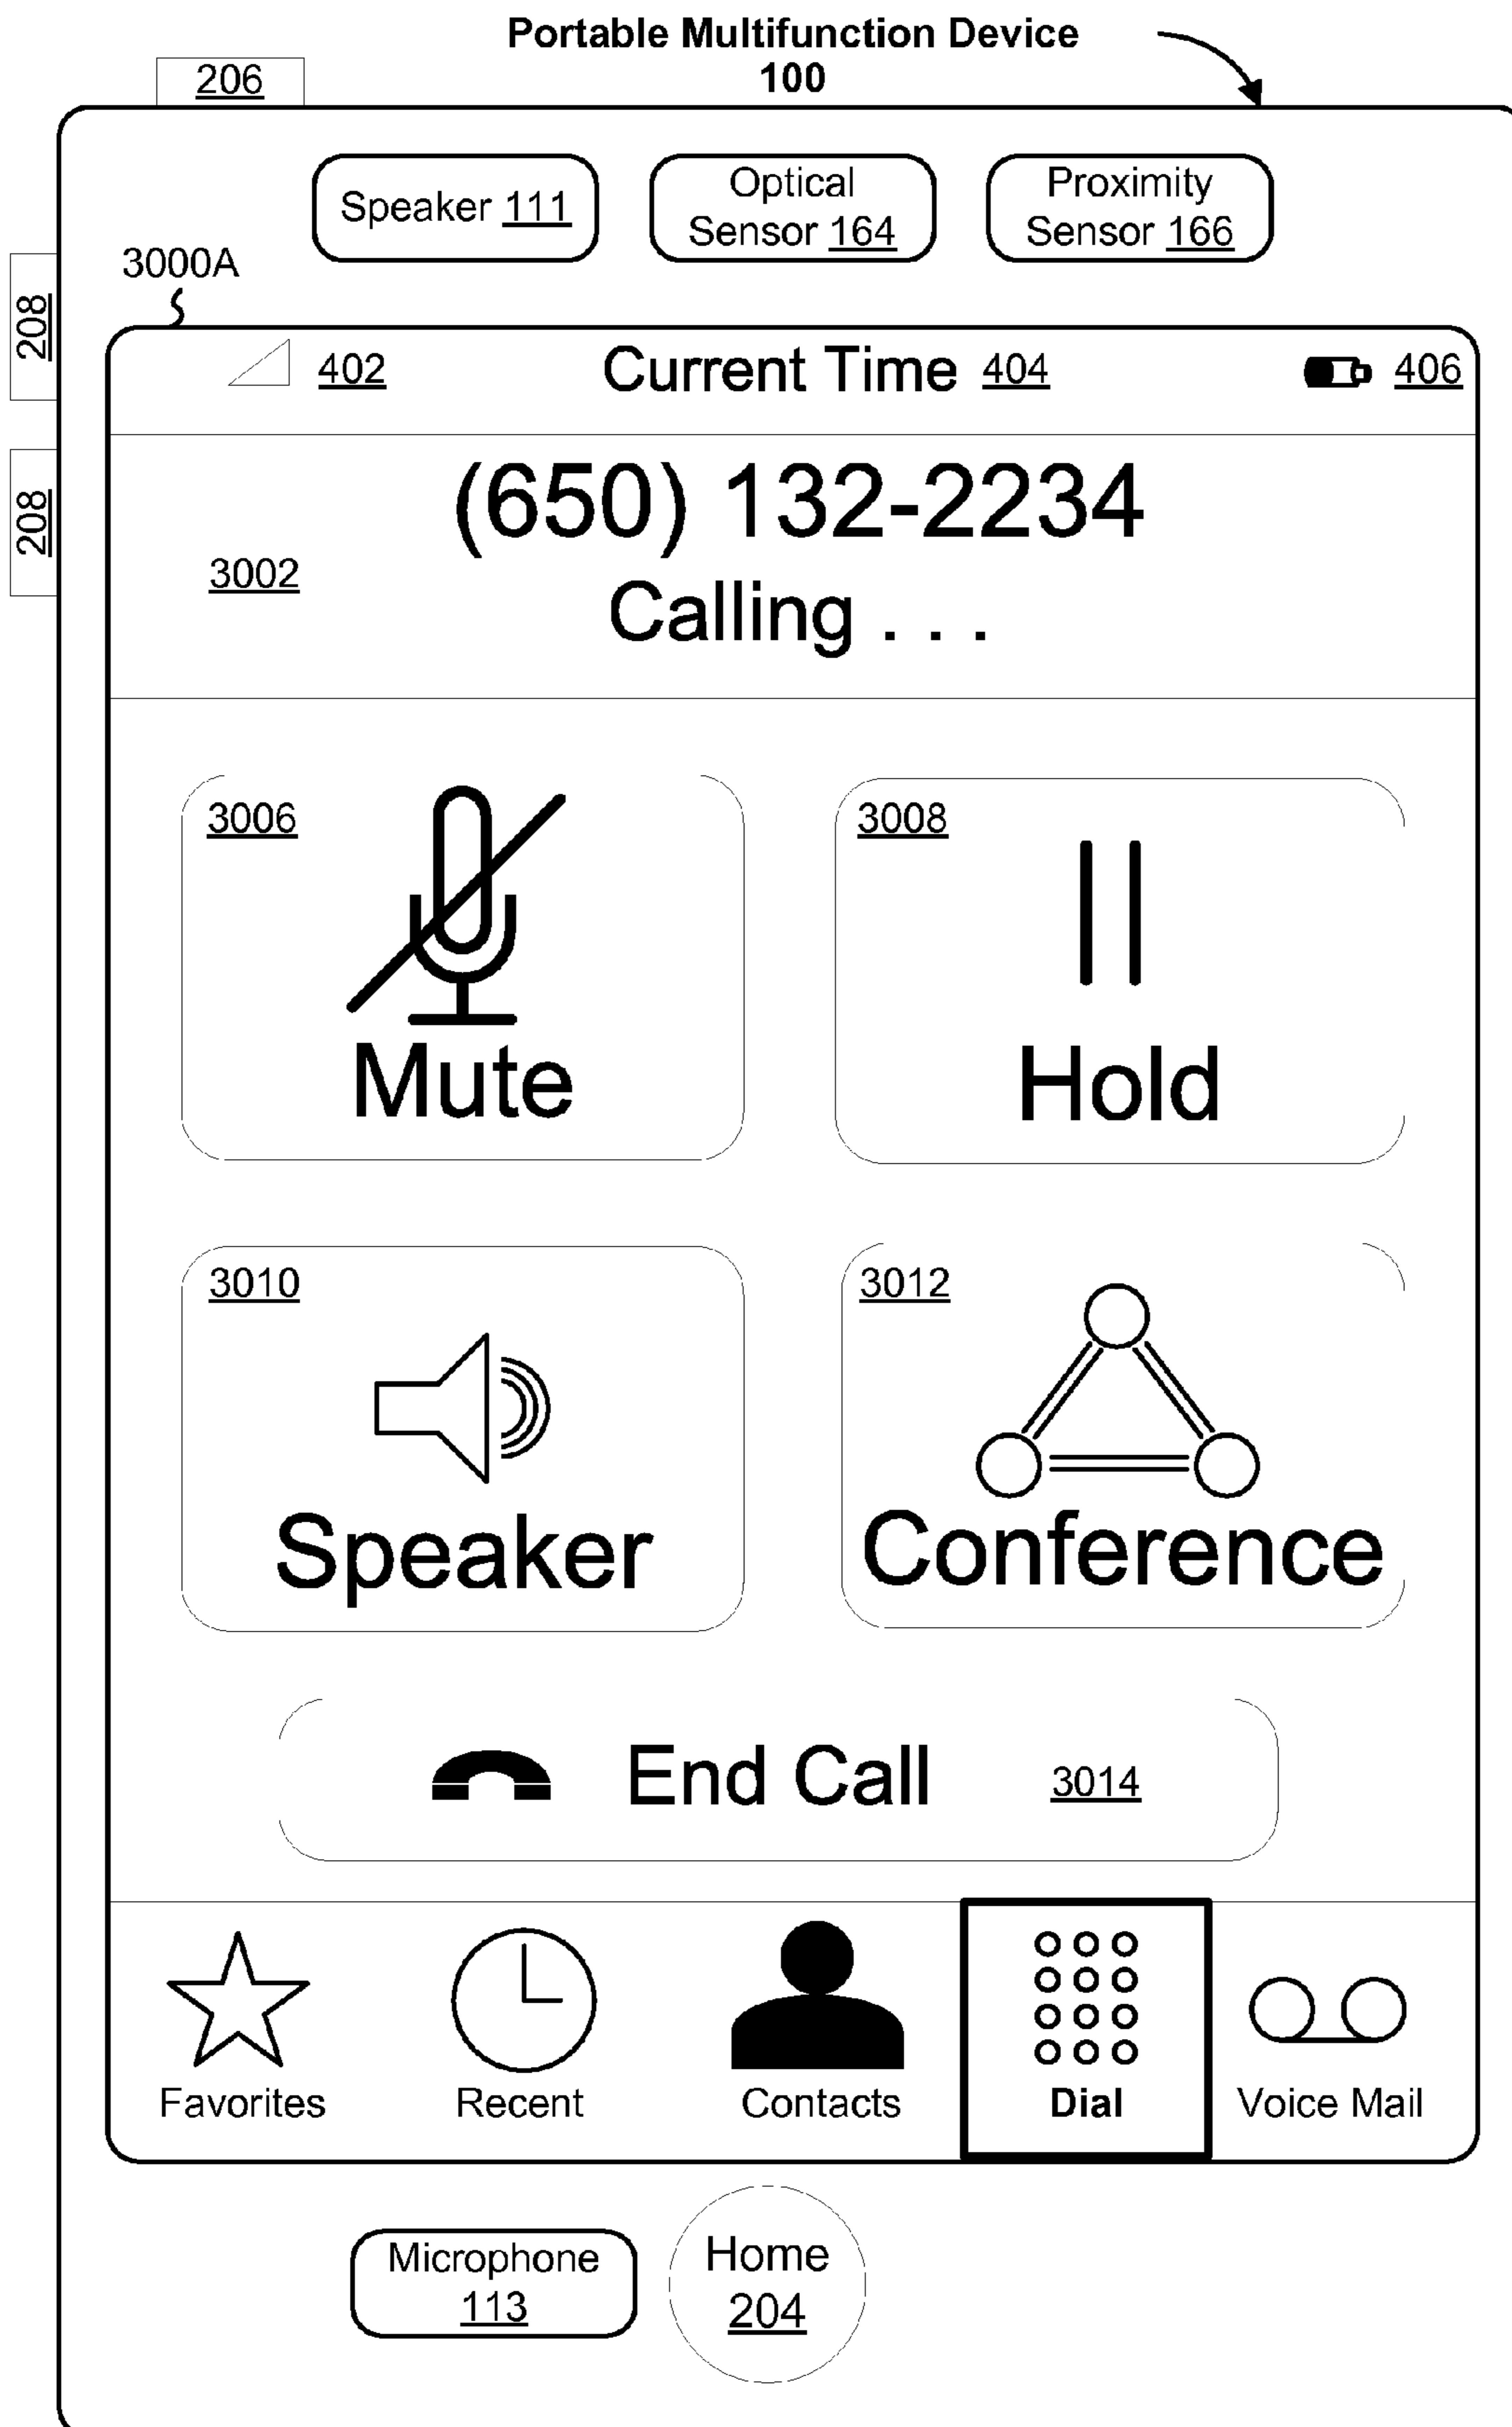 Portable Multifunction Device
100
206
Speaker 111
Optical
Sensor 164
Proximity
Sensor 166
3000A
208
402
Current Time 404
406
208
(650) 132-2234
3002
Calling . . .
3006
Mute
3008
Hold
3010
Speaker
3012
Conference
End Call
3014
Favorites
Recent
Contacts
Dial
Voice Mail
Microphone
113
Home
204